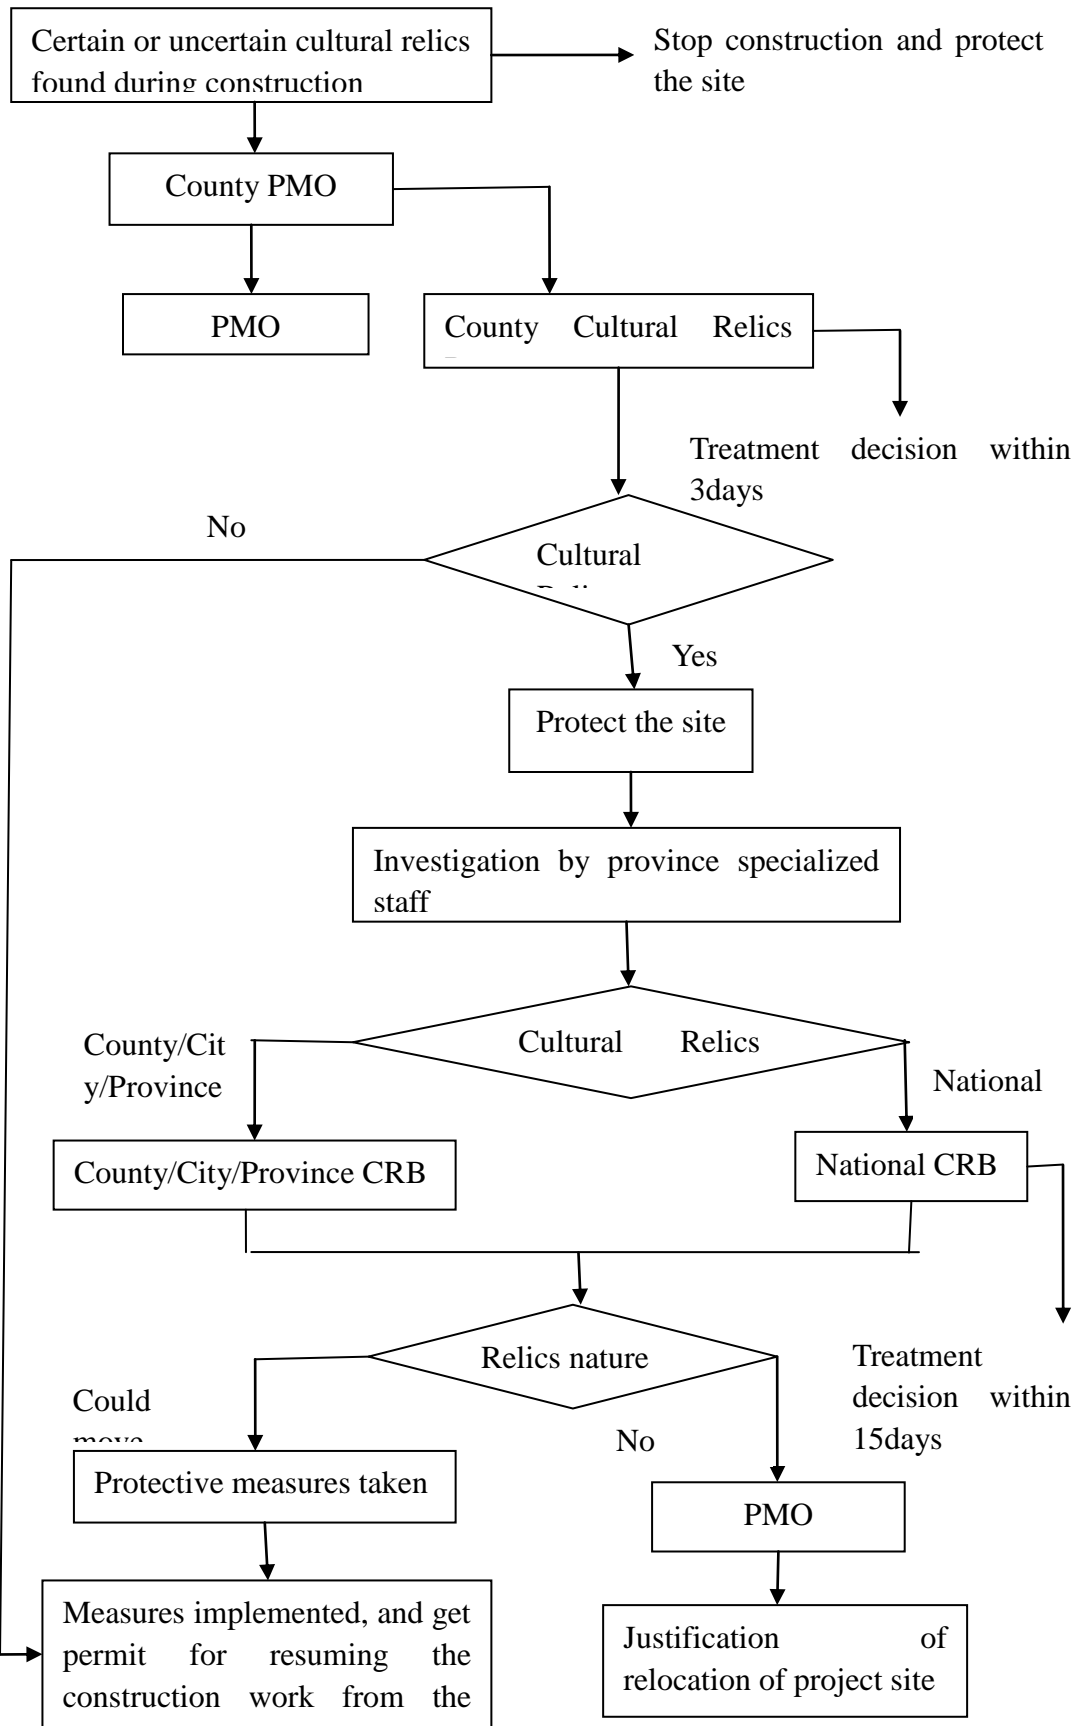 Certain or uncertain cultural relics
found during construction
Stop construction and protect
the site
County PMO
PMO
County Cultural Relics
Treatment decision within
3days
No
Cultural
Yes
Protect the site
Investigation by province specialized
staff
County/Cit
y/Province
Cultural Relics
National
County/City/Province CRB
National CRB
Relics nature
Treatment
decision within
15days
Could
move
No
Protective measures taken
PMO
Measures implemented, and get
permit for resuming the
construction work from the
Justification of
relocation of project site